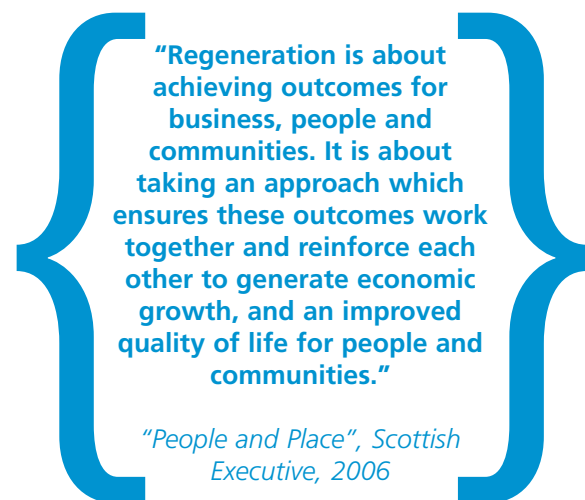 “Regeneration is about
achieving outcomes for
business, people and
communities. It is about
taking an approach which
ensures these outcomes work
together and reinforce each
other to generate economic
growth, and an improved
quality of life for people and
communities.”
“People and Place”, Scottish
Executive, 2006